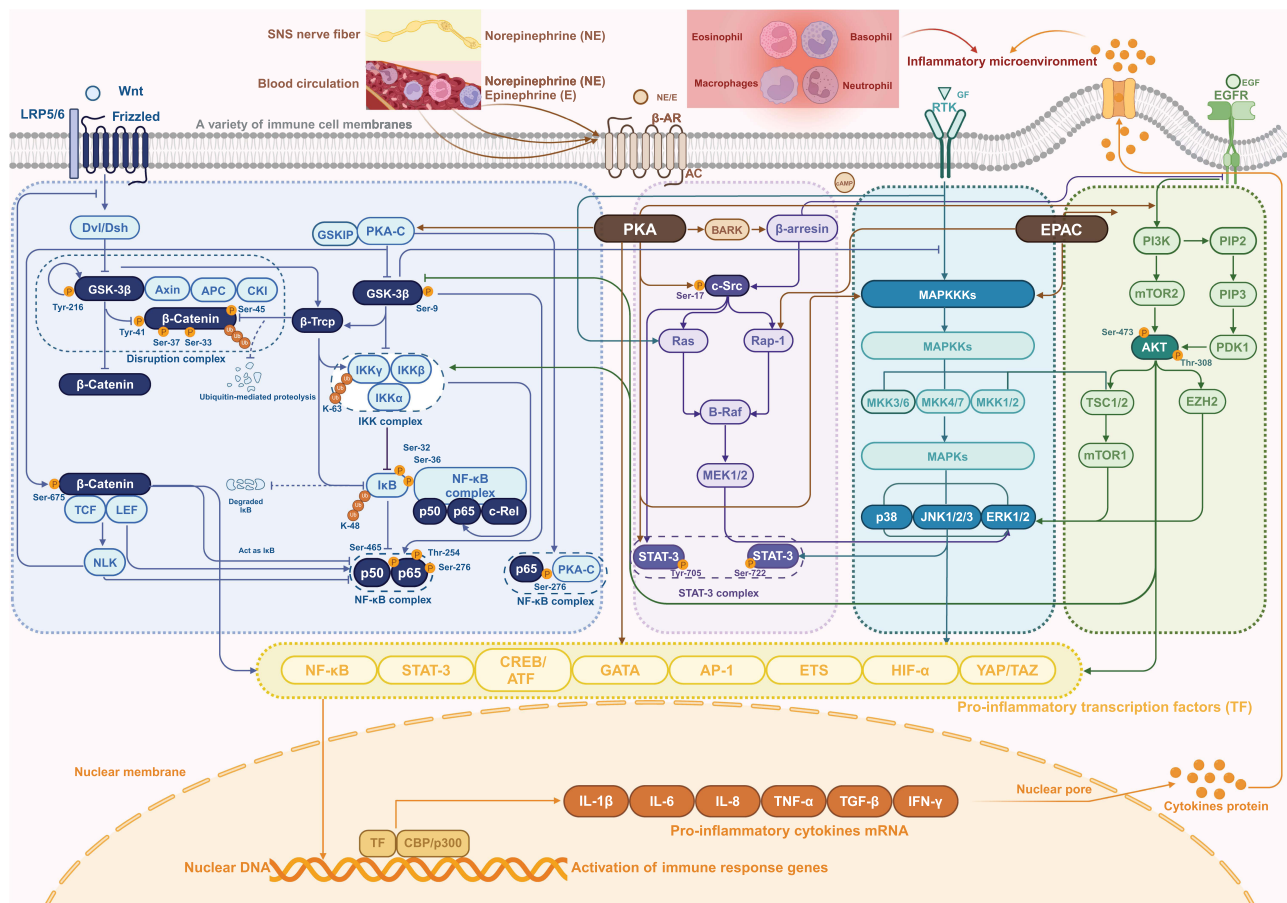 SNS nerve fiber
Norepinephrine (NE)
Blood circulation
Norepinephrine (NE)
Epinephrine (E)
Eosinophil
Basophil
Macrophages
Neutrophil
Inflammatory microenvironment
Wnt
LRP5/6
Frizzled
A variety of immune cell membranes
NE/E
β-AR
AC
cAMP
GF
RTK
EGF
EGFR
Dvl/Dsh
GSKIP
PKA-C
PKA
BARK
β-arresin
EPAC
PI3K
PIP2
GSK-3β
Axin
APC
CKI
P
Tyr-216
Ser-45
β-Catenin
Tyr-41
P
Ser-37
P
Ser-33
P
P
Ub
Ub
Ub
Disruption complex
β-Trcp
GSK-3β
P
Ser-9
P
c-Src
Ser-17
Ras
Rap-1
B-Raf
MEK1/2
MAPKKKs
MAPKKs
MKK3/6
MKK4/7
MKK1/2
MAPKs
p38
JNK1/2/3
ERK1/2
mTOR2
PIP3
Ser-473
P
AKT
P
Thr-308
PDK1
TSC1/2
EZH2
mTOR1
β-Catenin
Ubiquitin-mediated proteolysis
IKKγ
IKKβ
IKKα
Ub
Ub
K-63
IKK complex
Ser-32
Ser-36
P
P
IκB
Ub
Ub
Ub
K-48
Degraded
IκB
NF-κB
complex
p50
p65
c-Rel
P
Ser-675
β-Catenin
TCF
LEF
NLK
Act as IκB
Ser-465
Thr-254
P
P
P
Ser-276
p50
p65
NF-κB complex
p65
P
PKA-C
Ser-276
NF-κB complex
STAT-3
P
Tyr-705
STAT-3
P
Ser-722
STAT-3 complex
NF-κB
STAT-3
CREB/
ATF
GATA
AP-1
ETS
HIF-α
YAP/TAZ
Pro-inflammatory transcription factors (TF)
Nuclear membrane
IL-1β
IL-6
IL-8
TNF-α
TGF-β
IFN-γ
Pro-inflammatory cytokines mRNA
Nuclear pore
Cytokines protein
TF
CBP/p300
Nuclear DNA
Activation of immune response genes